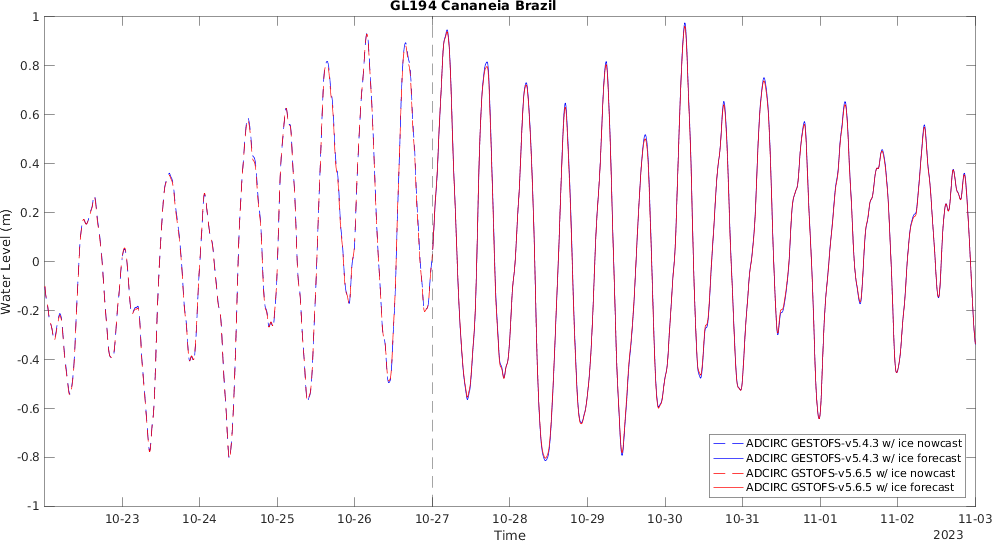 GL194 Cananeia Brazil
Water Level (m)
1
0.8
0.6
0.4
0.2
0
-0.2
-0.4
-0.6
-0.8
-1
ADCIRC GESTOFS-v5.4.3 w/ ice nowcast
ADCIRC GESTOFS-v5.4.3 w/ ice forecast
ADCIRC GSTOFS-v5.6.5 w/ ice nowcast
ADCIRC GSTOFS-v5.6.5 w/ ice forecast
10-23 10-24 10-25 10-26 10-27 10-28 10-29 10-30 10-31 11-01 11-02 11-03
Time
2023